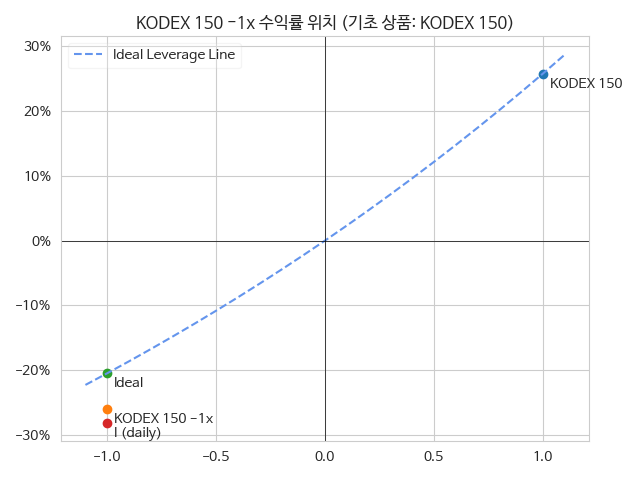 KODEX 150 −1x 수익률 위치 (기초 상품: KODEX 150)
Ideal Leverage Line
30%
20%
10%
0%
−10%
−20%
−30%
KODEX 150
Ideal
KODEX 150 −1x
I (daily)
−1.0
−0.5
0.0
0.5
1.0